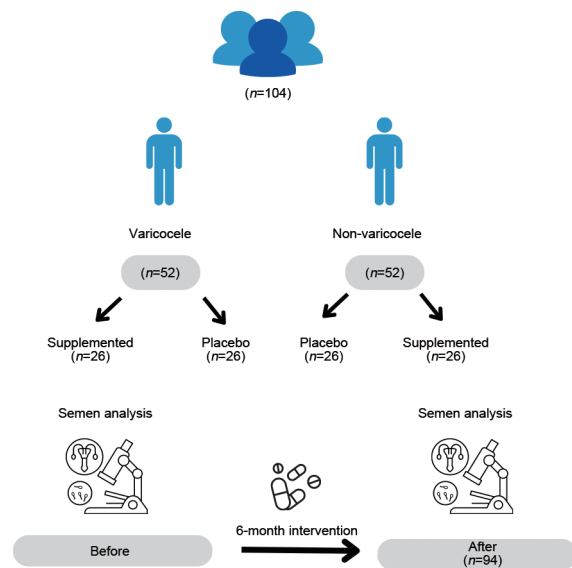 (n=104)
Varicocele
Non-varicocele
(n=52)
(n=52)
Supplemented
(n=26)
Placebo
(n=26)
Placebo
(n=26)
Supplemented
(n=26)
Semen analysis
Semen analysis
6-month intervention
Before
After
(n=94)